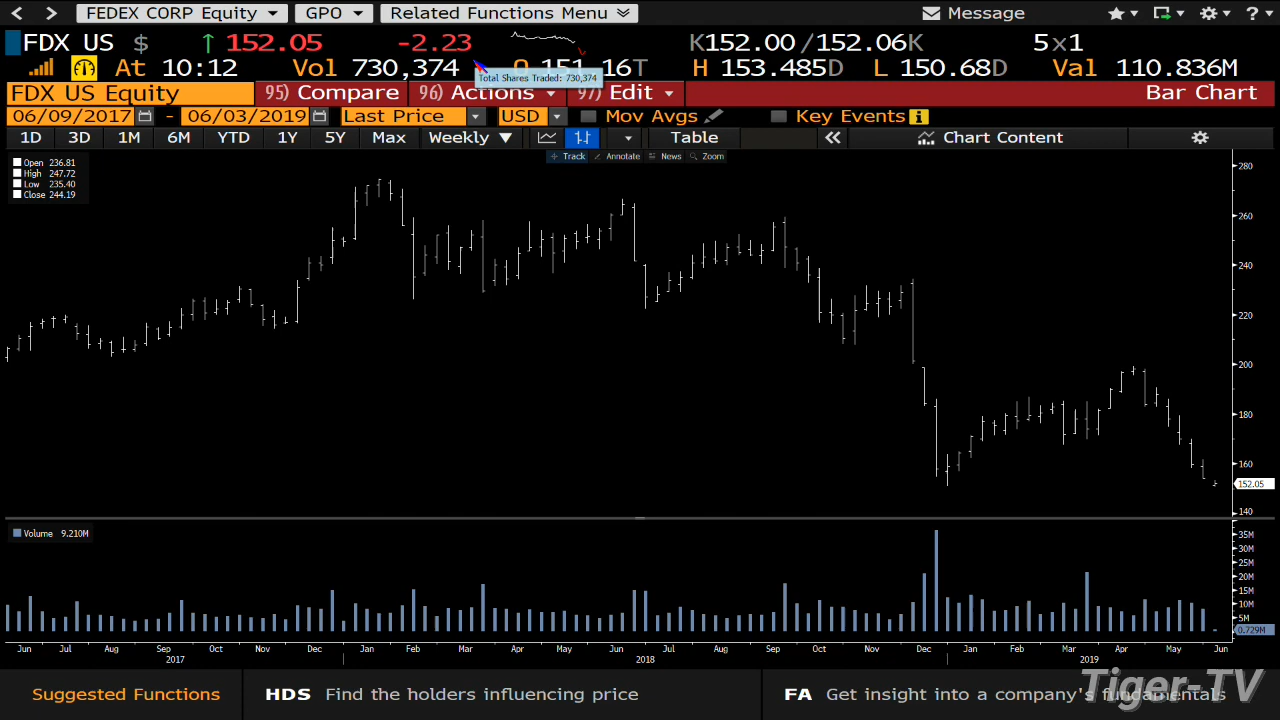 FEDEX CORP Equity GPO Related Functions Menu Message ?
FDX US $ ↑ 152.05 -2.23 K152.00 / 152.06K 5 x 1
At 10:12 Vol 730,374 151.16T H 153.485D L 150.68D Val 110.836M
Total Shares Traded: 730,374
FDX US Equity 95) Compare 96) Actions 97) Edit Bar Chart
06/09/2017 - 06/03/2019 Last Price USD Mov Avgs Key Events
1D 3D 1M 6M YTD 1Y 5Y Max Weekly ▼ Table « Chart Content
Track Annotate News Zoom
Open 236.81
High 247.72
Low 235.40
Close 244.19
280
260
240
220
200
180
160
152.05
140
Volume 9.210M
35M
30M
25M
20M
15M
10M
5M
0.729M
Jun Jul Aug Sep Oct Nov Dec Jan Feb Mar Apr May Jun Jul Aug Sep Oct Nov Dec Jan Feb Mar Apr May Jun
2017 2018 2019
Suggested Functions HDS Find the holders influencing price FA Get insight into a company's fundamentals
Tiger-TV